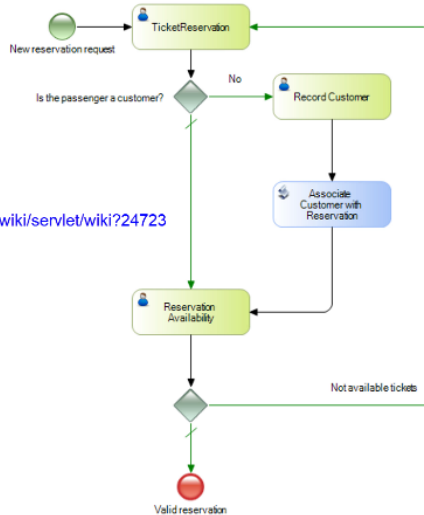 TicketReservation
New reservation request
Is the passenger a customer?
No
Record Customer
Associate
Customer with
Reservation
wiki/servlet/wiki?24723
Reservation
Availability
Not available tickets
Valid reservation